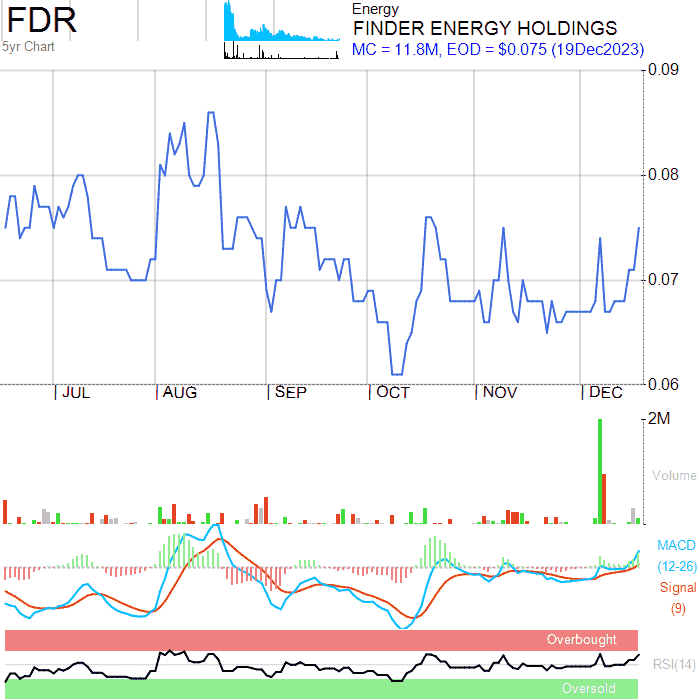 FDR
5yr Chart
Energy
FINDER ENERGY HOLDINGS
MC = 11.8M, EOD = $0.075 (19Dec2023)
0.09
0.08
0.07
0.06
JUL AUG SEP OCT NOV DEC
2M
Volume
MACD
(12-26)
Signal
(9)
Overbought
RSI(14)
Oversold